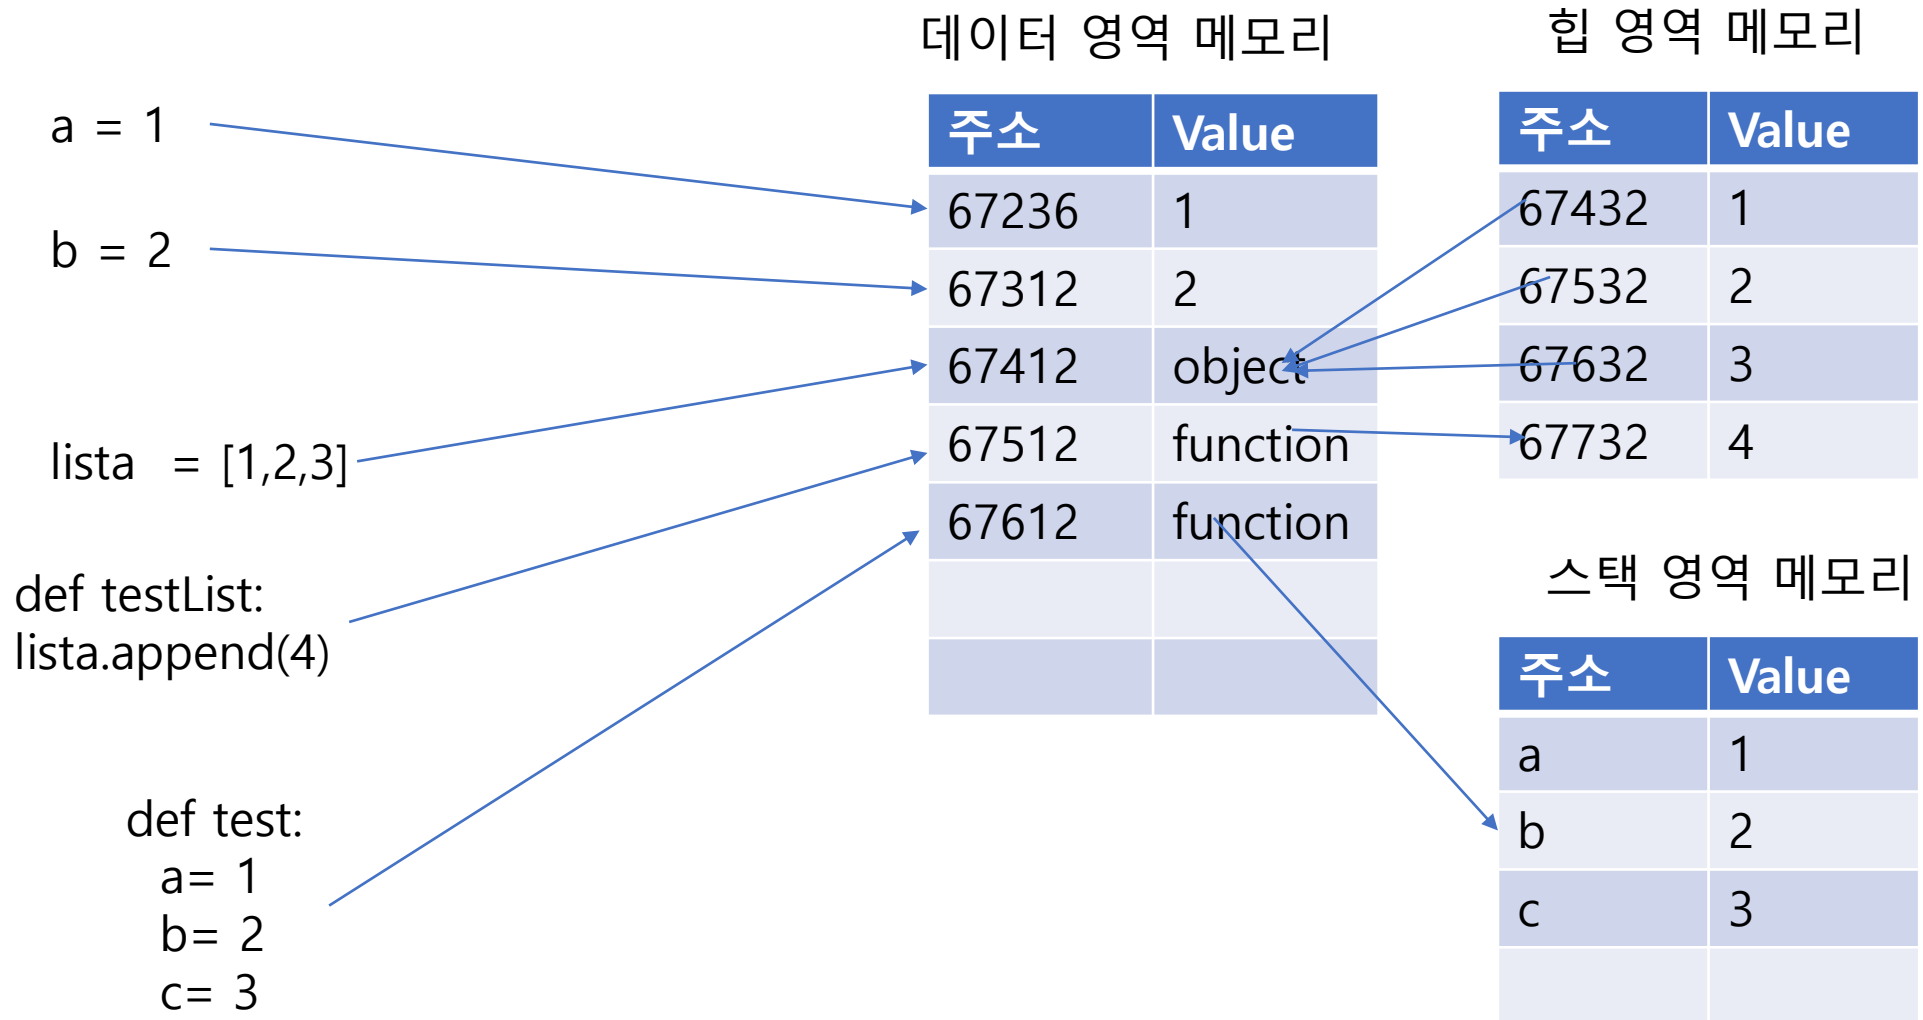 데이터 영역 메모리
힙 영역 메모리
a = 1
b = 2
lista = [1,2,3]
def testList:
lista.append(4)
def test:
a= 1
b= 2
c= 3
주소 Value
67236 1
67312 2
67412 object
67512 function
67612 function
주소 Value
67432 1
67532 2
67632 3
67732 4
스택 영역 메모리
주소 Value
a 1
b 2
c 3